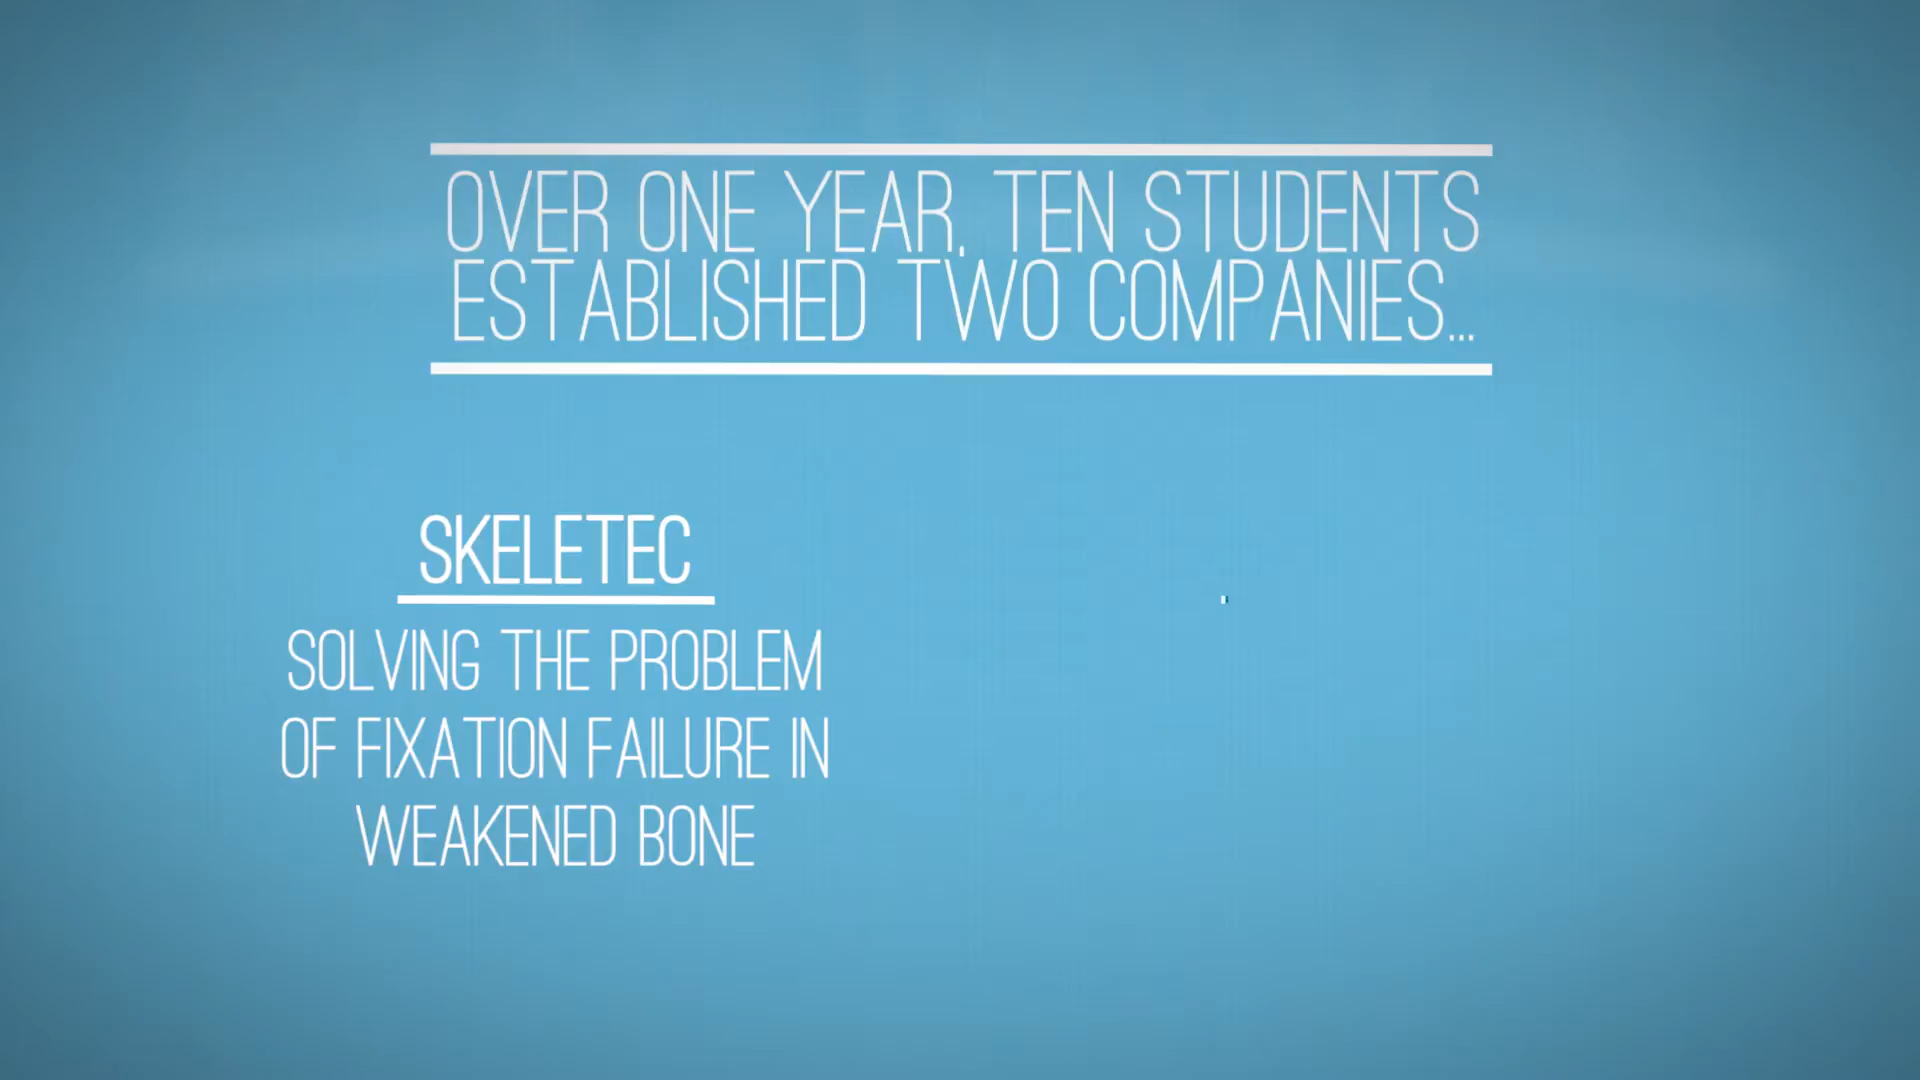 OVER ONE YEAR, TEN STUDENTS
ESTABLISHED TWO COMPANIES...
SKELETEC
SOLVING THE PROBLEM
OF FIXATION FAILURE IN
WEAKENED BONE